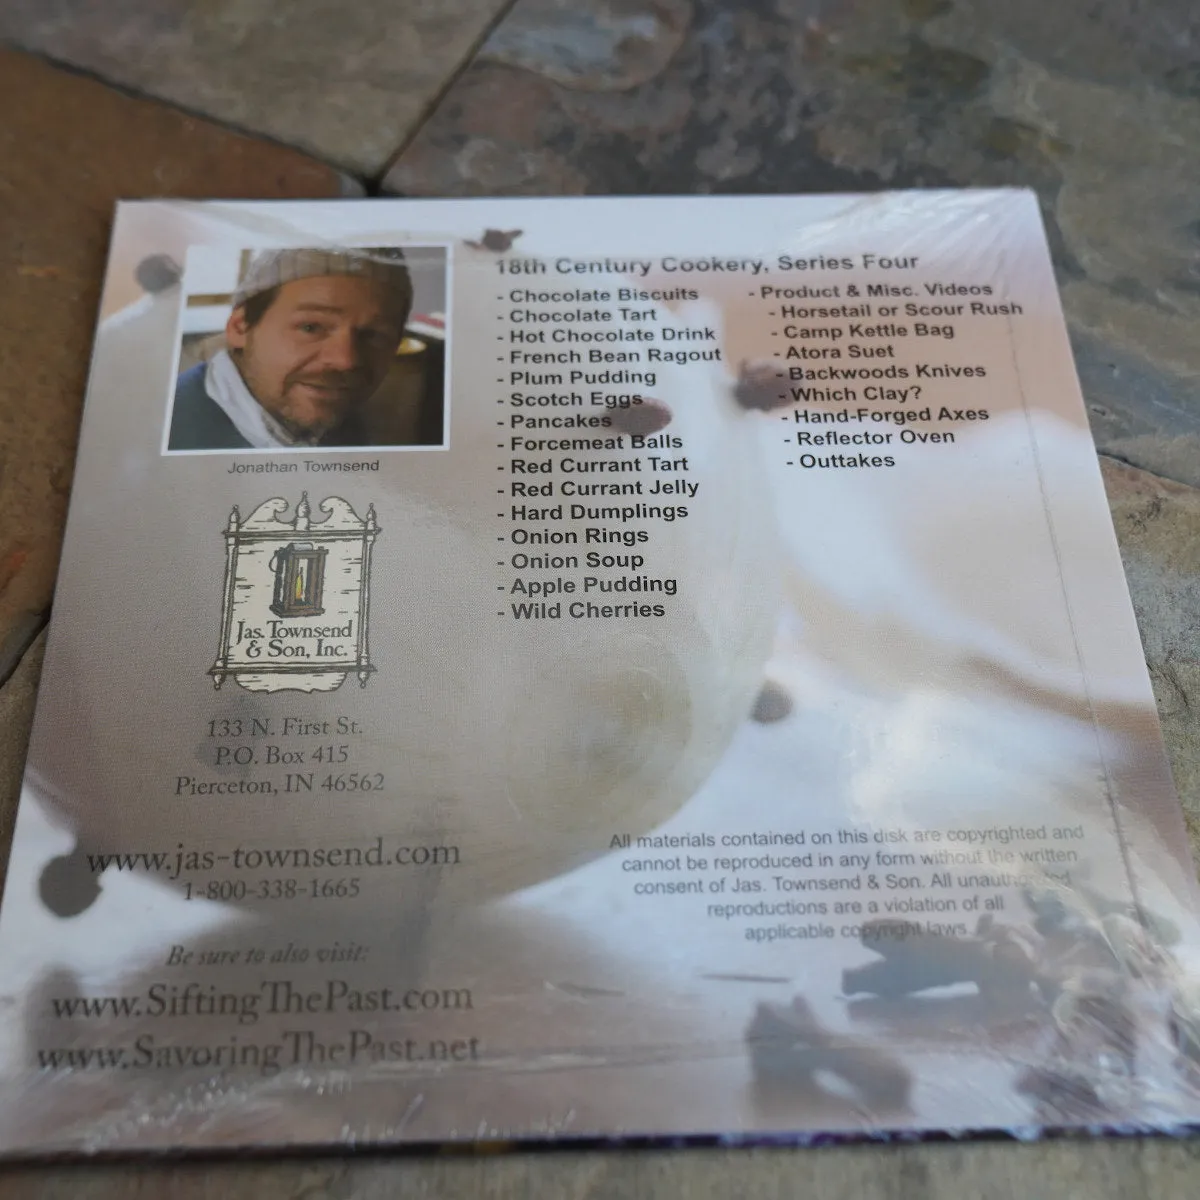 Jonathan Townsend
Jas. Townsend
& Son, Inc.
133 N. First St.
P.O. Box 415
Pierceton, IN 46562
www.jas-townsend.com
1-800-338-1665
Be sure to also visit:
www.SiftingThePast.com
www.SavoringThePast.net
18th Century Cookery, Series Four
- Chocolate Biscuits
- Chocolate Tart
- Hot Chocolate Drink
- French Bean Ragout
- Plum Pudding
- Scotch Eggs
- Pancakes
- Forcemeat Balls
- Red Currant Tart
- Red Currant Jelly
- Hard Dumplings
- Onion Rings
- Onion Soup
- Apple Pudding
- Wild Cherries
- Product & Misc. Videos
- Horsetail or Scour Rush
- Camp Kettle Bag
- Atora Suet
- Backwoods Knives
- Which Clay?
- Hand-Forged Axes
- Reflector Oven
- Outtakes
All materials contained on this disk are copyrighted and
cannot be reproduced in any form without the written
consent of Jas. Townsend & Son. All unauthorized
reproductions are a violation of all
applicable copyright laws.